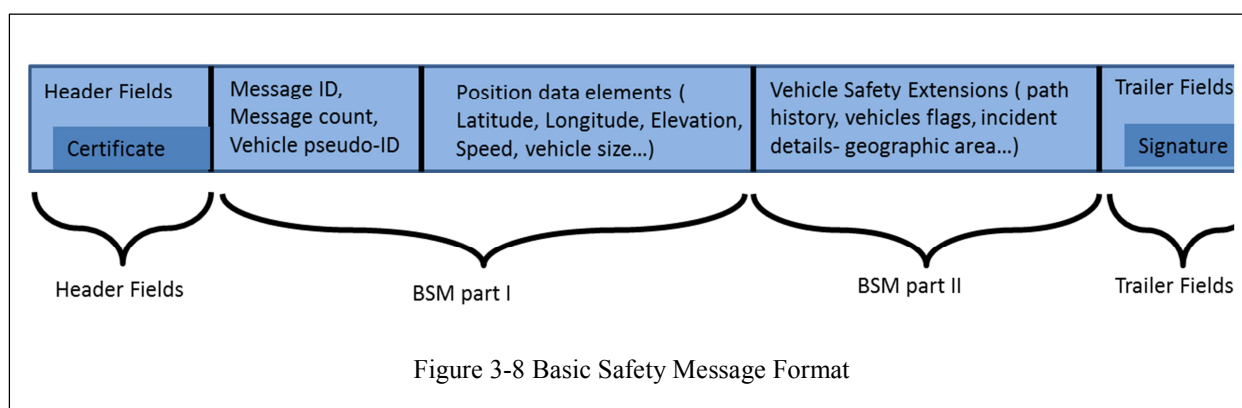 Header Fields
Certificate
Message ID,
Message count,
Vehicle pseudo-ID
Position data elements (
Latitude, Longitude, Elevation,
Speed, vehicle size...)
Vehicle Safety Extensions ( path
history, vehicles flags, incident
details- geographic area...)
Trailer Fields
Signature
Header Fields
BSM part I
BSM part II
Trailer Fields
Figure 3-8 Basic Safety Message Format